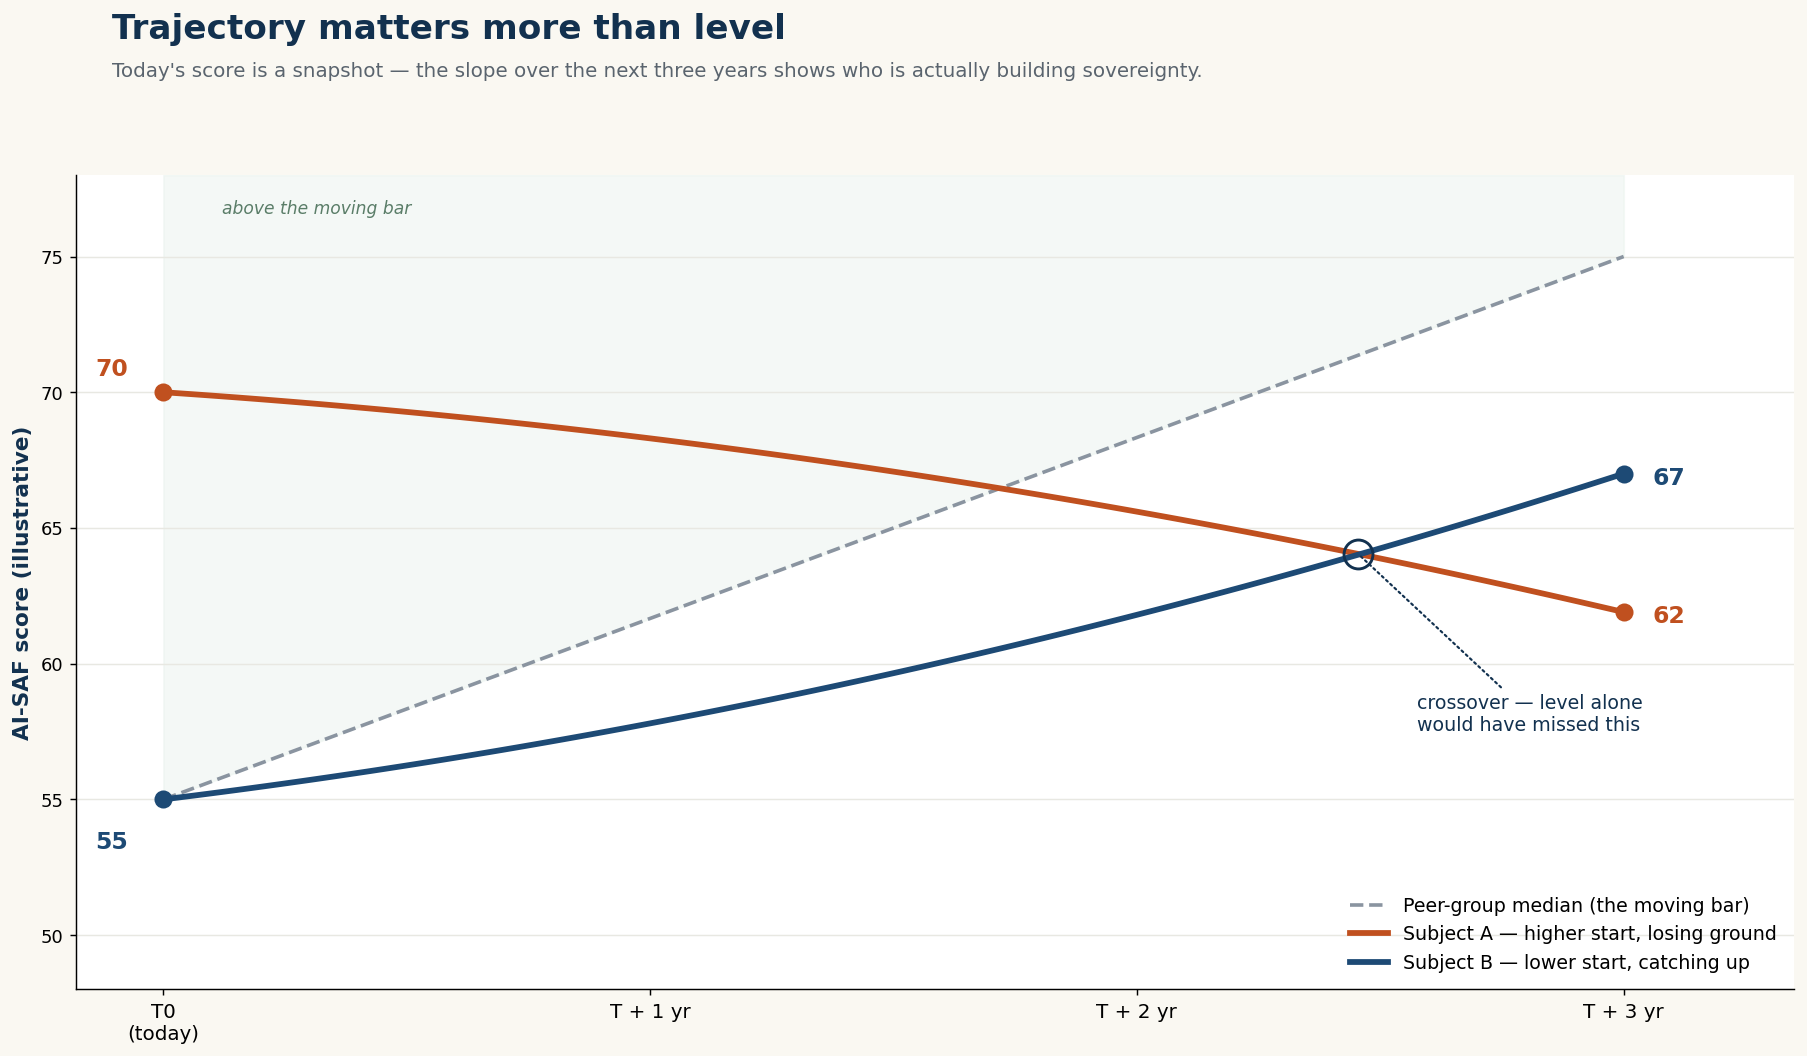 Trajectory matters more than level
Today's score is a snapshot — the slope over the next three years shows who is actually building sovereignty.
above the moving bar
AI-SAF score (illustrative)
75
70
65
60
55
50
70
55
67
62
crossover — level alone
would have missed this
Peer-group median (the moving bar)
Subject A — higher start, losing ground
Subject B — lower start, catching up
T0
(today)
T + 1 yr
T + 2 yr
T + 3 yr